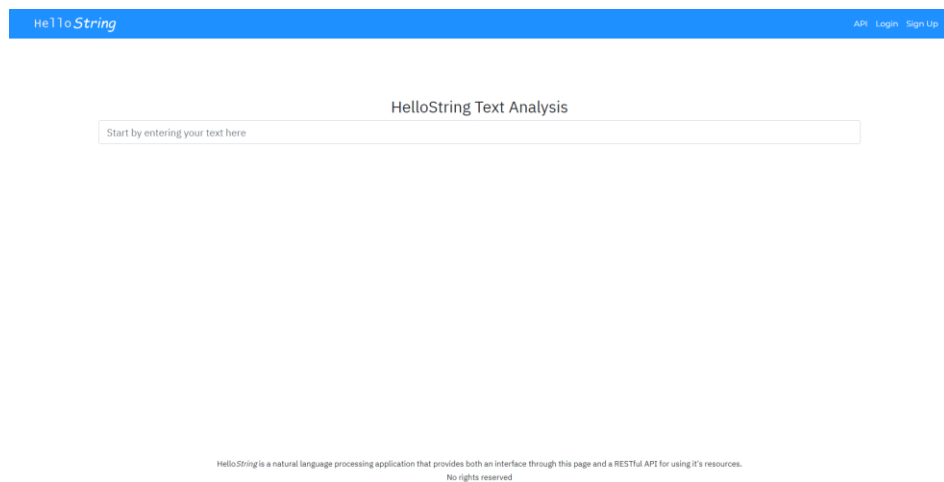 HelloString
API Login Sign Up
HelloString Text Analysis
Start by entering your text here
HelloString is a natural language processing application that provides both an interface through this page and a RESTful API for using it's resources.
No rights reserved